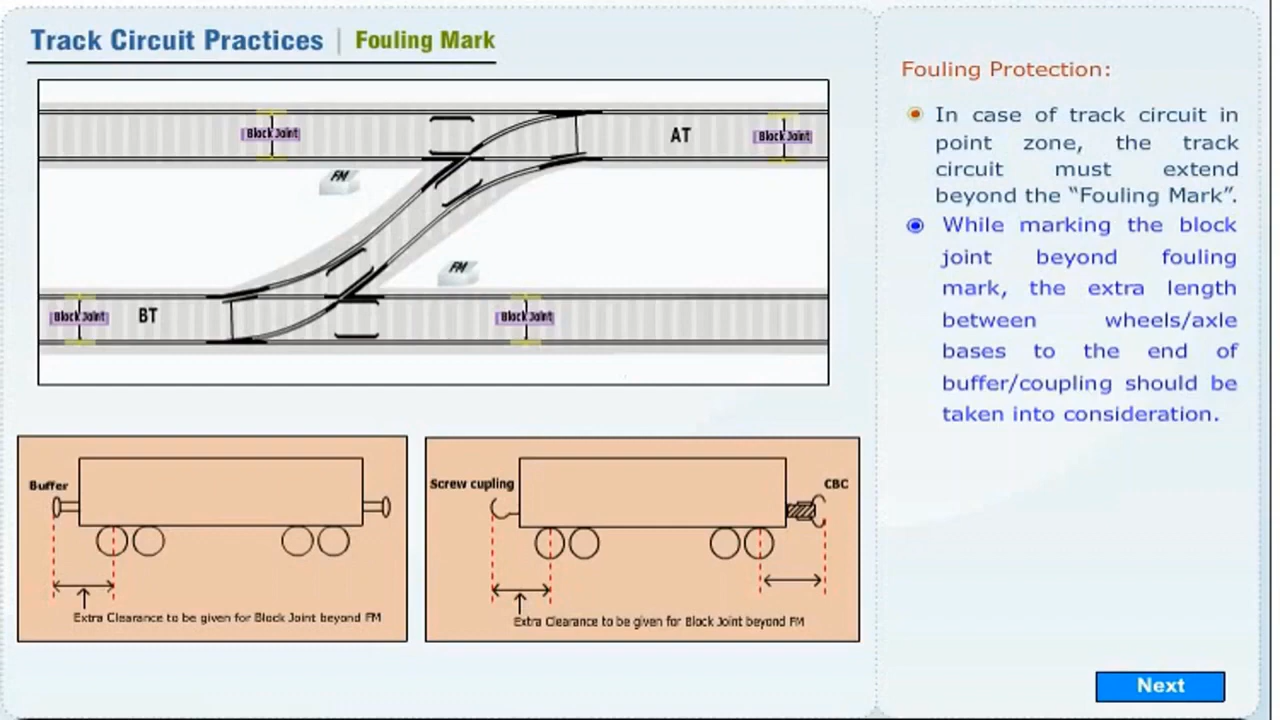 Track Circuit Practices | Fouling Mark
Block Joint
AT
Block Joint
FM
FM
Block Joint
BT
Block Joint
Buffer
Extra Clearance to be given for Block Joint beyond FM
Screw cupling
CBC
Extra Clearance to be given for Block Joint beyond FM
Fouling Protection:
In case of track circuit in
point zone, the track
circuit must extend
beyond the “Fouling Mark”.
While marking the block
joint beyond fouling
mark, the extra length
between wheels/axle
bases to the end of
buffer/coupling should be
taken into consideration.
Next